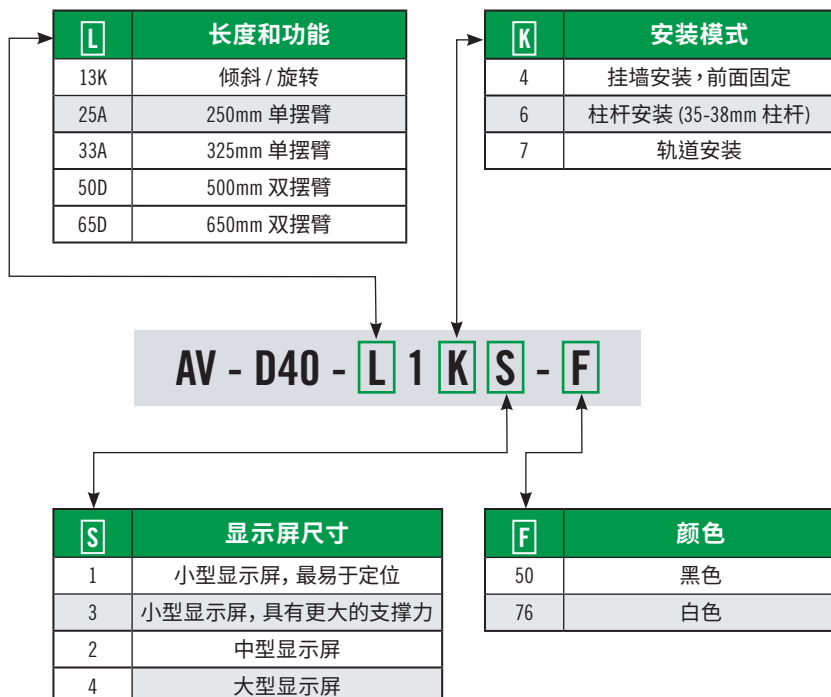 L 长度和功能
13K 倾斜 / 旋转
25A 250mm 单摆臂
33A 325mm 单摆臂
50D 500mm 双摆臂
65D 650mm 双摆臂
K 安装模式
4 挂墙安装，前面固定
6 柱杆安装 (35-38mm 柱杆)
7 轨道安装
AV - D40 - L 1 K S - F
S 显示屏尺寸
1 小型显示屏，最易于定位
3 小型显示屏，具有更大的支撑力
2 中型显示屏
4 大型显示屏
F 颜色
50 黑色
76 白色